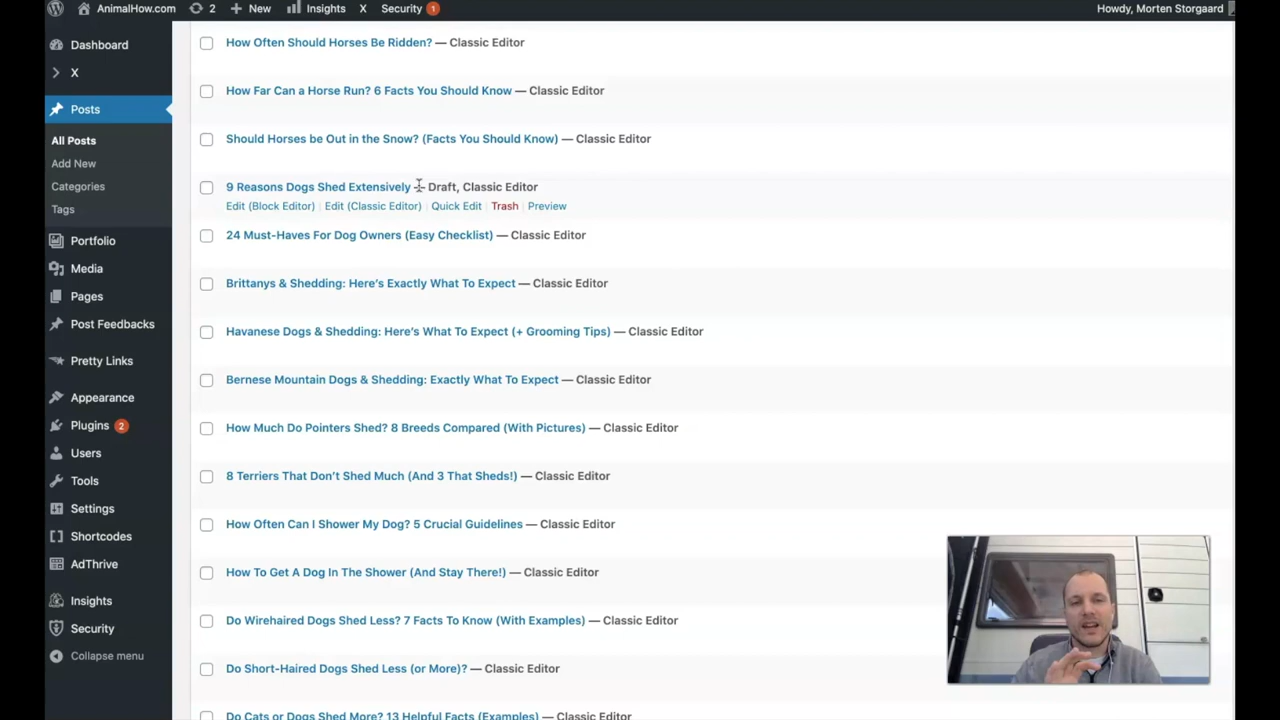 AnimalHow.com 2 New Insights X Security 1 Howdy, Morten Storgaard
Dashboard
X
Posts
All Posts
Add New
Categories
Tags
Portfolio
Media
Pages
Post Feedbacks
Pretty Links
Appearance
Plugins 2
Users
Tools
Settings
Shortcodes
AdThrive
Insights
Security
Collapse menu
How Often Should Horses Be Ridden? — Classic Editor
How Far Can a Horse Run? 6 Facts You Should Know — Classic Editor
Should Horses be Out in the Snow? (Facts You Should Know) — Classic Editor
9 Reasons Dogs Shed Extensively — Draft, Classic Editor
Edit (Block Editor) | Edit (Classic Editor) | Quick Edit | Trash | Preview
24 Must-Haves For Dog Owners (Easy Checklist) — Classic Editor
Brittanys & Shedding: Here's Exactly What To Expect — Classic Editor
Havanese Dogs & Shedding: Here's What To Expect (+ Grooming Tips) — Classic Editor
Bernese Mountain Dogs & Shedding: Exactly What To Expect — Classic Editor
How Much Do Pointers Shed? 8 Breeds Compared (With Pictures) — Classic Editor
8 Terriers That Don't Shed Much (And 3 That Sheds!) — Classic Editor
How Often Can I Shower My Dog? 5 Crucial Guidelines — Classic Editor
How To Get A Dog In The Shower (And Stay There!) — Classic Editor
Do Wirehaired Dogs Shed Less? 7 Facts To Know (With Examples) — Classic Editor
Do Short-Haired Dogs Shed Less (or More)? — Classic Editor
Do Cats or Dogs Shed More? 13 Helpful Facts (Examples) — Classic Editor